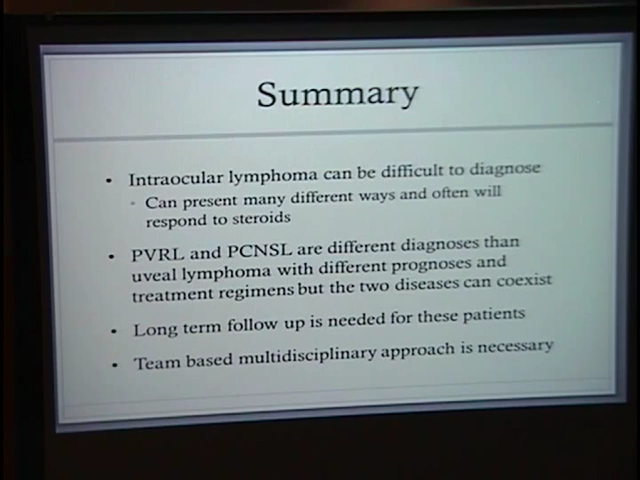 Summary
• Intraocular lymphoma can be difficult to diagnose
• Can present many different ways and often will
respond to steroids
• PVRL and PCNSL are different diagnoses than
uveal lymphoma with different prognoses and
treatment regimens but the two diseases can coexist
• Long term follow up is needed for these patients
• Team based multidisciplinary approach is necessary